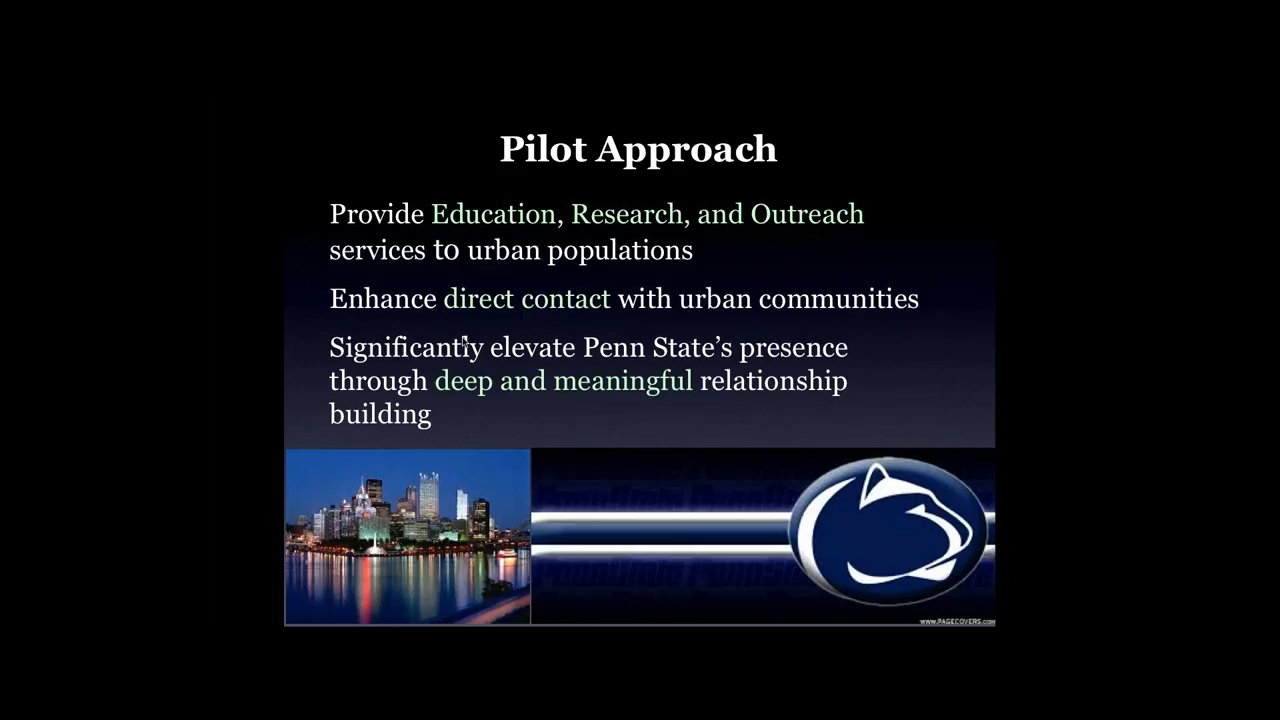 Pilot Approach
Provide Education, Research, and Outreach
services to urban populations
Enhance direct contact with urban communities
Significantly elevate Penn State’s presence
through deep and meaningful relationship
building
WWW.PAGECOVERS.COM